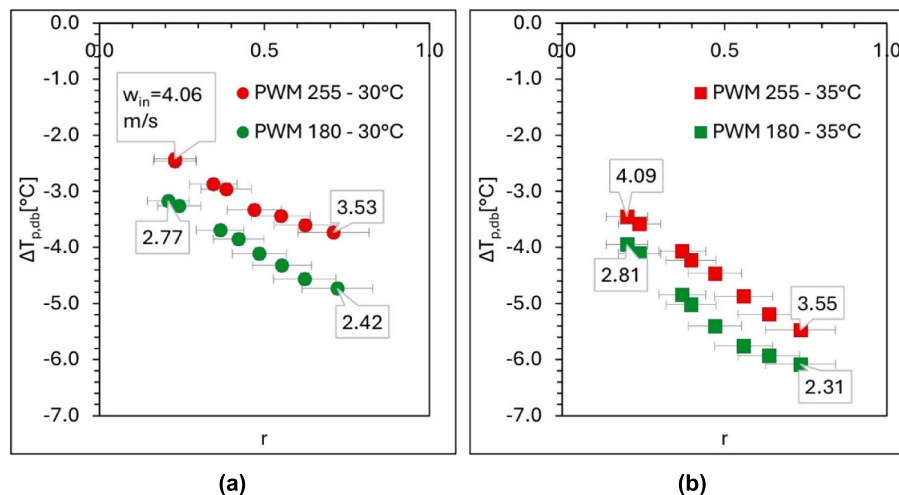 0.0
0.0 0.5 1.0
-1.0
-2.0
-3.0
-4.0
-5.0
-6.0
-7.0
ΔTp,db[°C]
r
w_in=4.06
m/s
PWM 255 - 30°C
PWM 180 - 30°C
2.77
3.53
2.42
(a)
0.0
0.0 0.5 1.0
-1.0
-2.0
-3.0
-4.0
-5.0
-6.0
-7.0
ΔTp,db[°C]
r
PWM 255 - 35°C
PWM 180 - 35°C
4.09
2.81
3.55
2.31
(b)